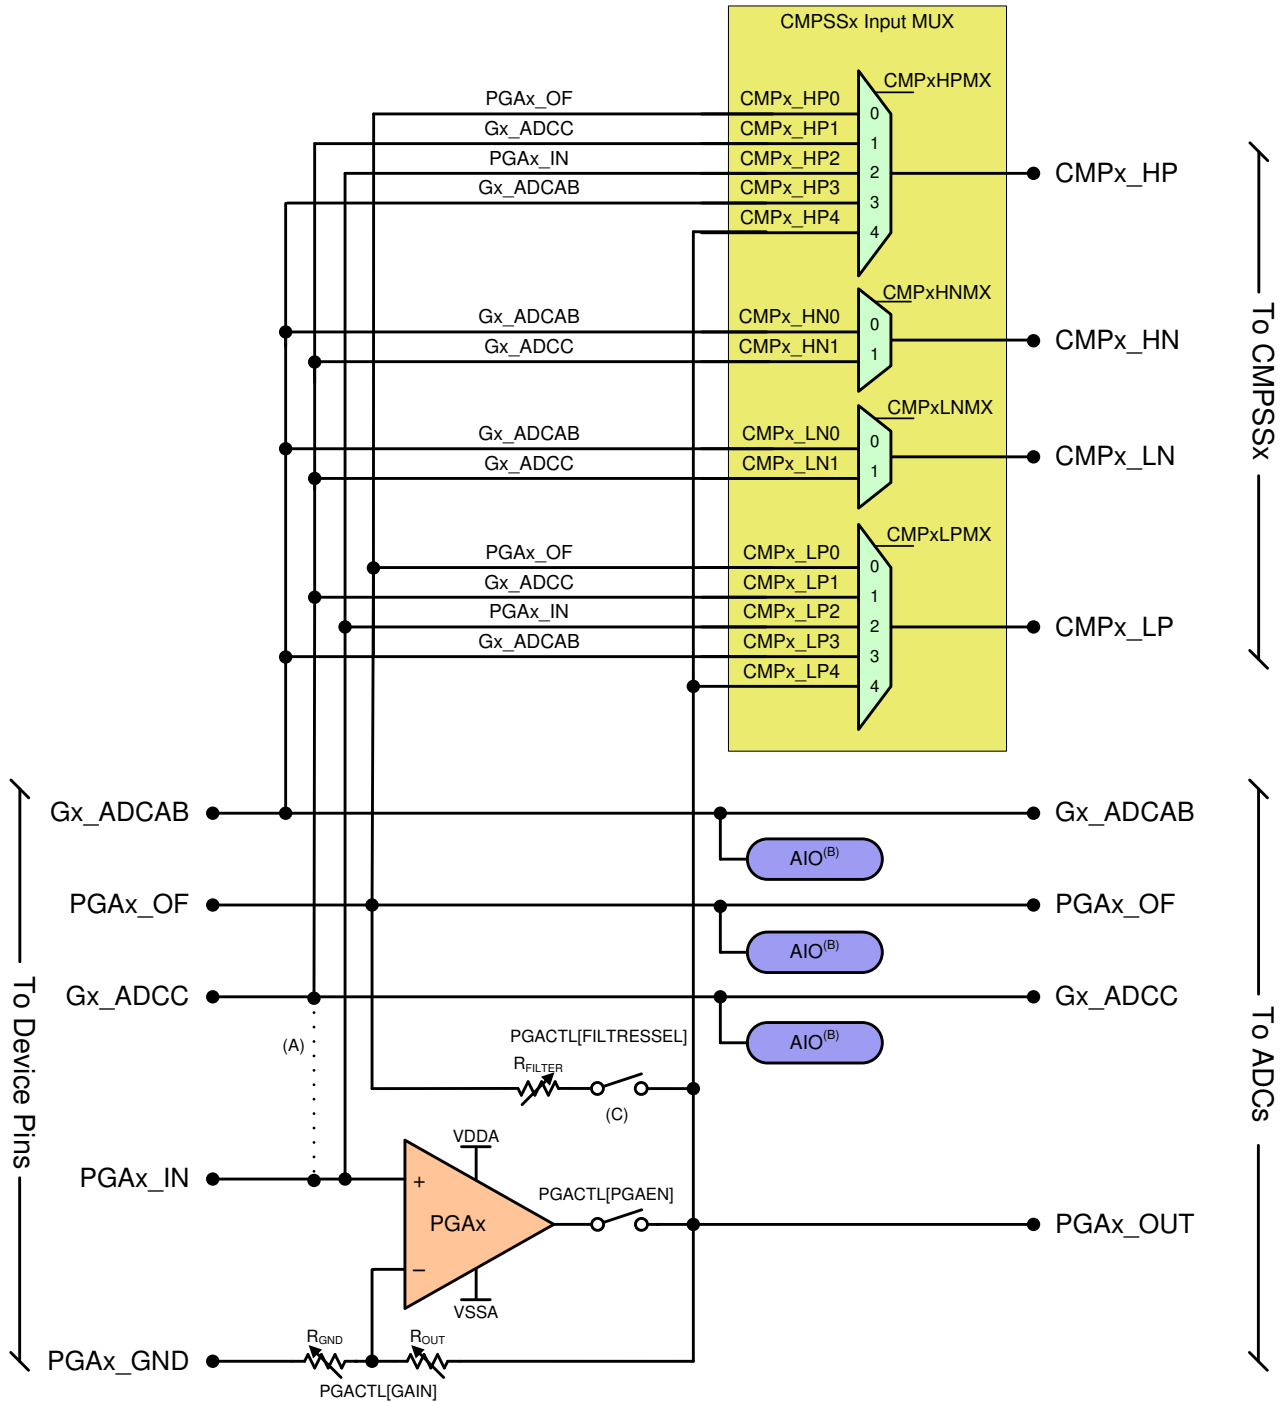 CMPSSx Input MUX
CMPxHPMX
PGAx_OF CMPx_HP0 0
Gx_ADCC CMPx_HP1 1
PGAx_IN CMPx_HP2 2 CMPx_HP
Gx_ADCAB CMPx_HP3 3
CMPx_HP4 4
CMPxHNMX
Gx_ADCAB CMPx_HN0 0
Gx_ADCC CMPx_HN1 1 CMPx_HN
CMPxLNMX
Gx_ADCAB CMPx_LN0 0
Gx_ADCC CMPx_LN1 1 CMPx_LN
CMPxLPMX
PGAx_OF CMPx_LP0 0
Gx_ADCC CMPx_LP1 1
PGAx_IN CMPx_LP2 2 CMPx_LP
Gx_ADCAB CMPx_LP3 3
CMPx_LP4 4
To CMPSSx
Gx_ADCAB Gx_ADCAB
AIO(B)
PGAx_OF PGAx_OF
AIO(B)
Gx_ADCC Gx_ADCC
AIO(B)
(A)
PGACTL[FILTRESSEL]
RFILTER
(C)
To Device Pins
To ADCs
VDDA
PGAx_IN +
PGACTL[PGAEN]
PGAx PGAx_OUT
−
VSSA
RGND ROUT
PGAx_GND
PGACTL[GAIN]